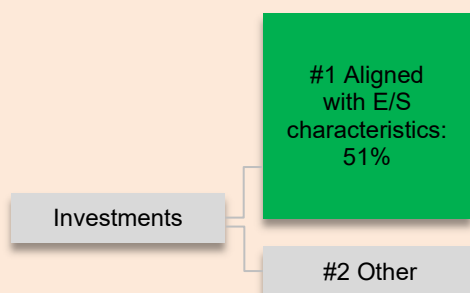 #1 Aligned
with E/S
characteristics:
51%
Investments
#2 Other